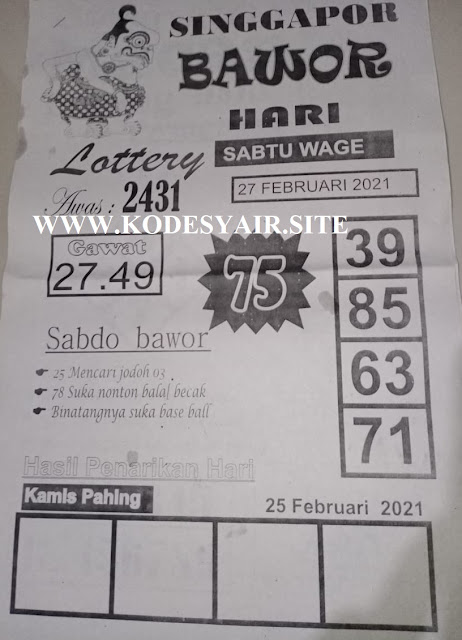 SINGGAPOR
BAWOR
HARI
Lottery
SABTU WAGE
Awas : 2431
27 FEBRUARI 2021
WWW.KODESYAIR.SITE
Gawat
27.49
75
39
85
63
71
Sabdo bawor
25 Mencari jodoh 03
78 Suka nonton balaf becak
Binatangnya suka base ball
Hasil Penarikan Hari
Kamis Pahing
25 Februari 2021